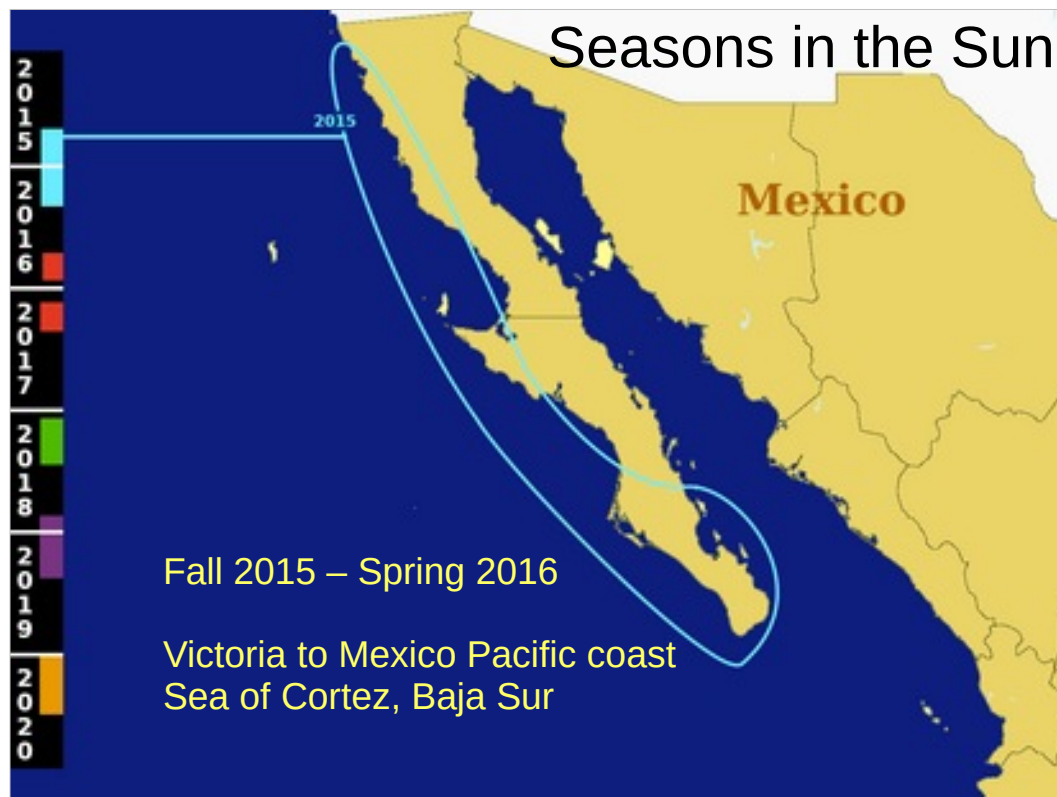 Seasons in the Sun
2015
2016
2017
2018
2019
2020
2015
Mexico
Fall 2015 – Spring 2016
Victoria to Mexico Pacific coast
Sea of Cortez, Baja Sur